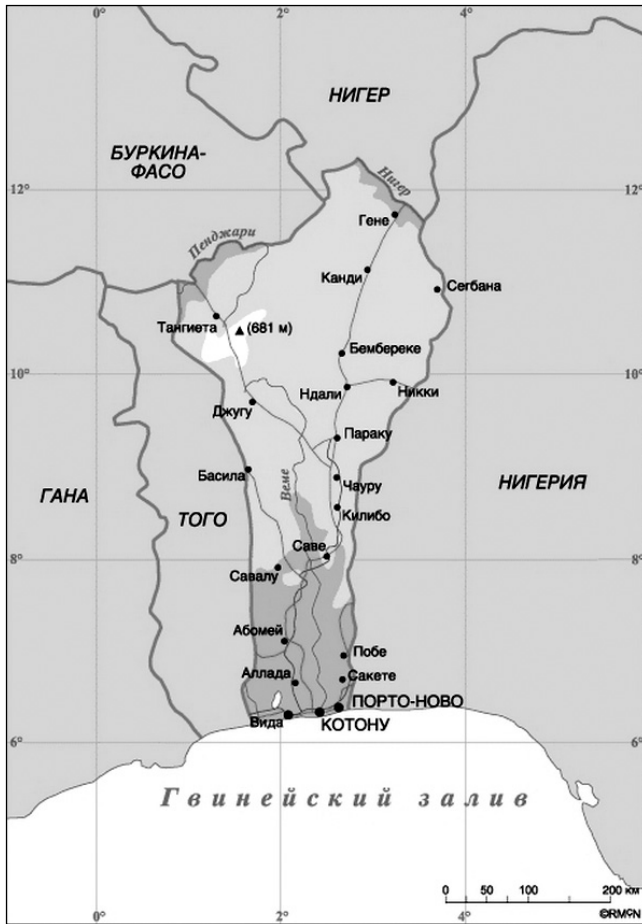 0°
2°
4°
НИГЕР
БУРКИНА-
ФАСО
12°
12°
Нигер
Гене
Пенджари
Канди
Сегбана
Тангиета
(681 м)
Бембереке
10°
10°
Ндали
Никки
Джугу
Параку
Басила
Веме
Чауру
НИГЕРИЯ
ГАНА
ТОГО
Килибо
Саве
8°
8°
Савалу
Абомей
Побе
Аллада
Сакете
ПОРТО-НОВО
Вида
КОТОНУ
6°
6°
Гвинейский залив
0 50 100 200 км
0°
2°
4°